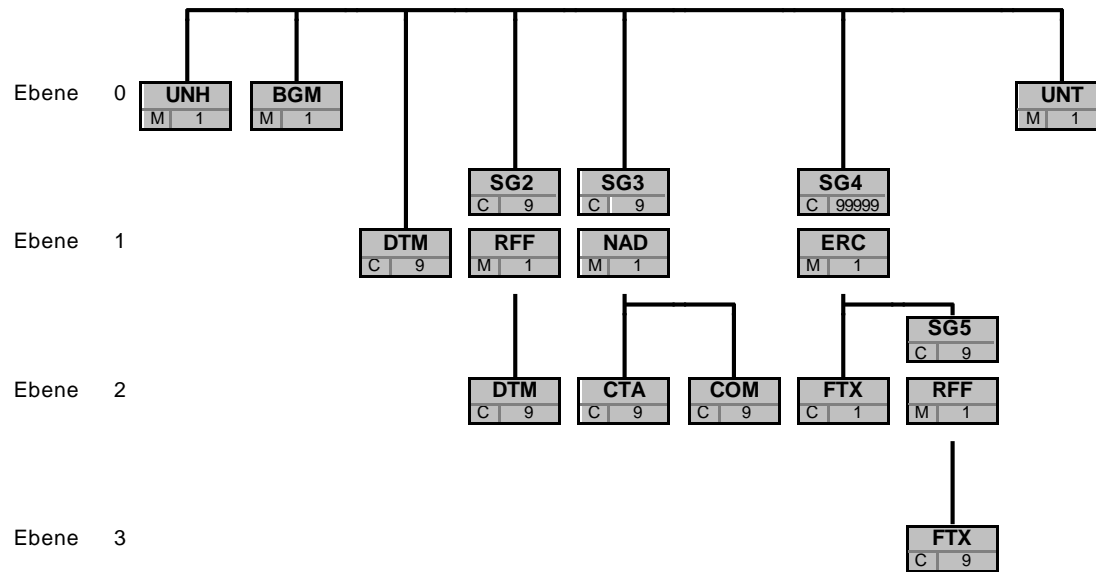 Ebene 0 UNH BGM UNT
M 1 M 1 M 1
SG2 SG3 SG4
C 9 C 9 C 99999
Ebene 1 DTM RFF NAD ERC
C 9 M 1 M 1 M 1
SG5
C 9
Ebene 2 DTM CTA COM FTX RFF
C 9 C 9 C 9 C 1 M 1
Ebene 3 FTX
C 9